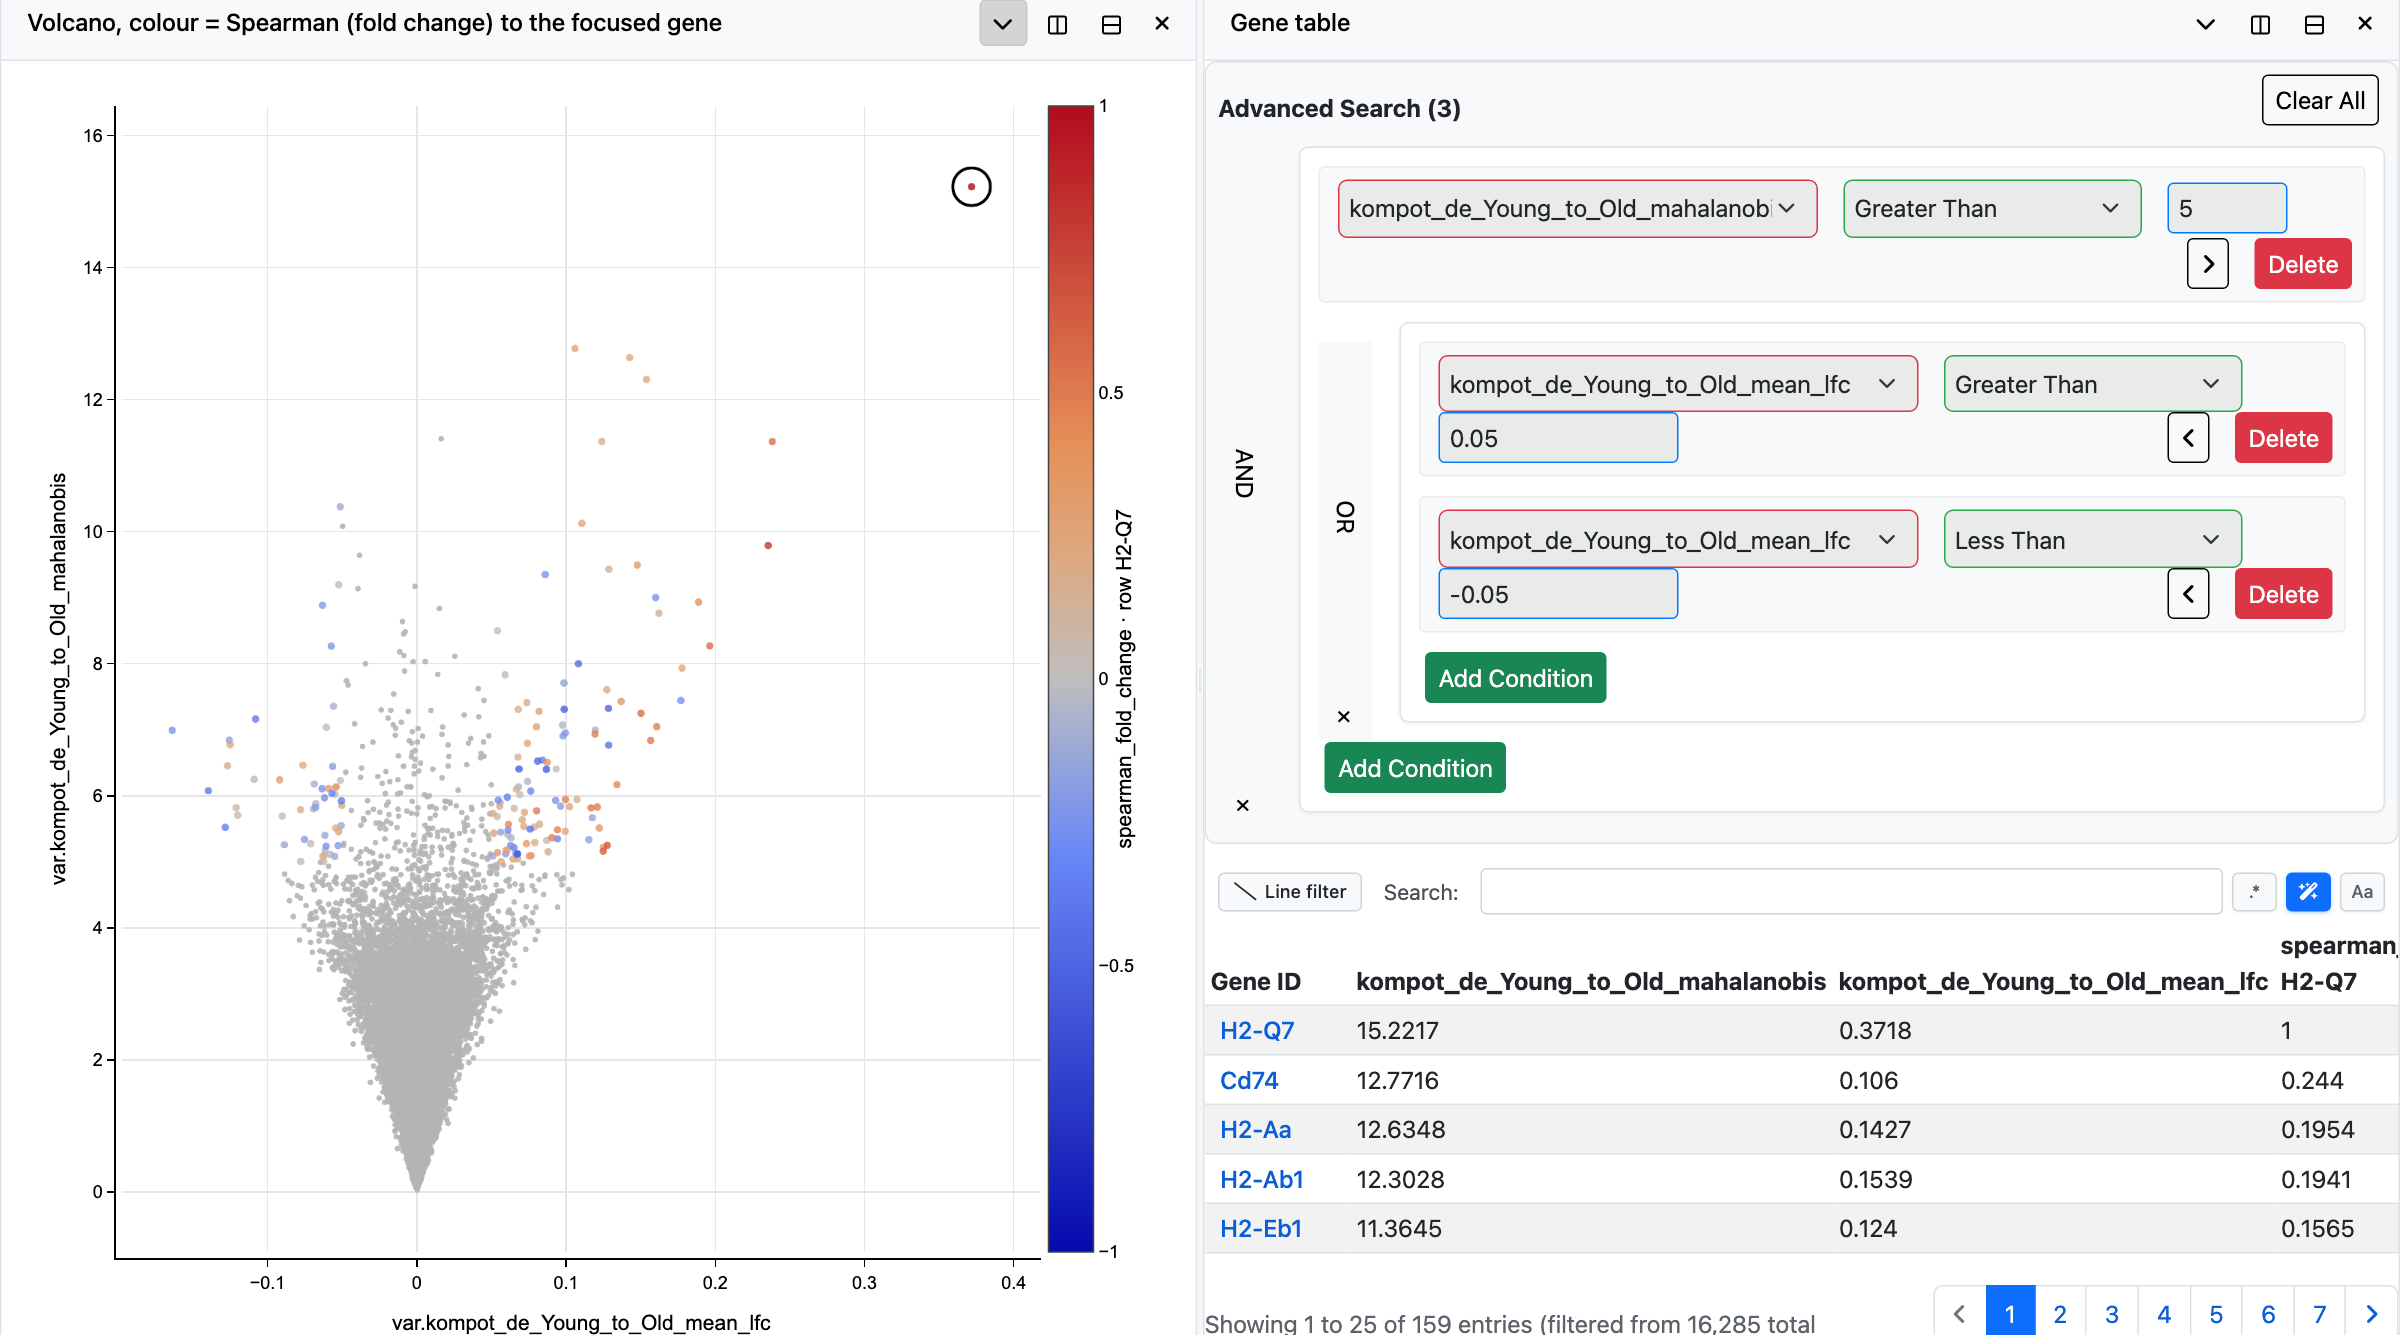 Volcano, colour = Spearman (fold change) to the focused gene
16
14
12
10
8
6
4
2
0
−0.1
0
0.1
0.2
0.3
0.4
var.kompot_de_Young_to_Old_mean_lfc
var.kompot_de_Young_to_Old_mahalanobis
1
0.5
0
−0.5
−1
spearman_fold_change · row H2-Q7
Gene table
Advanced Search (3)
Clear All
AND
kompot_de_Young_to_Old_mahalanobi
Greater Than
5
Delete
OR
kompot_de_Young_to_Old_mean_lfc
Greater Than
0.05
Delete
kompot_de_Young_to_Old_mean_lfc
Less Than
-0.05
Delete
Add Condition
Add Condition
Line filter
Search:
.*
Aa
Gene ID kompot_de_Young_to_Old_mahalanobis kompot_de_Young_to_Old_mean_lfc spearman_ H2-Q7
H2-Q7 15.2217 0.3718 1
Cd74 12.7716 0.106 0.244
H2-Aa 12.6348 0.1427 0.1954
H2-Ab1 12.3028 0.1539 0.1941
H2-Eb1 11.3645 0.124 0.1565
Showing 1 to 25 of 159 entries (filtered from 16,285 total
1 2 3 4 5 6 7